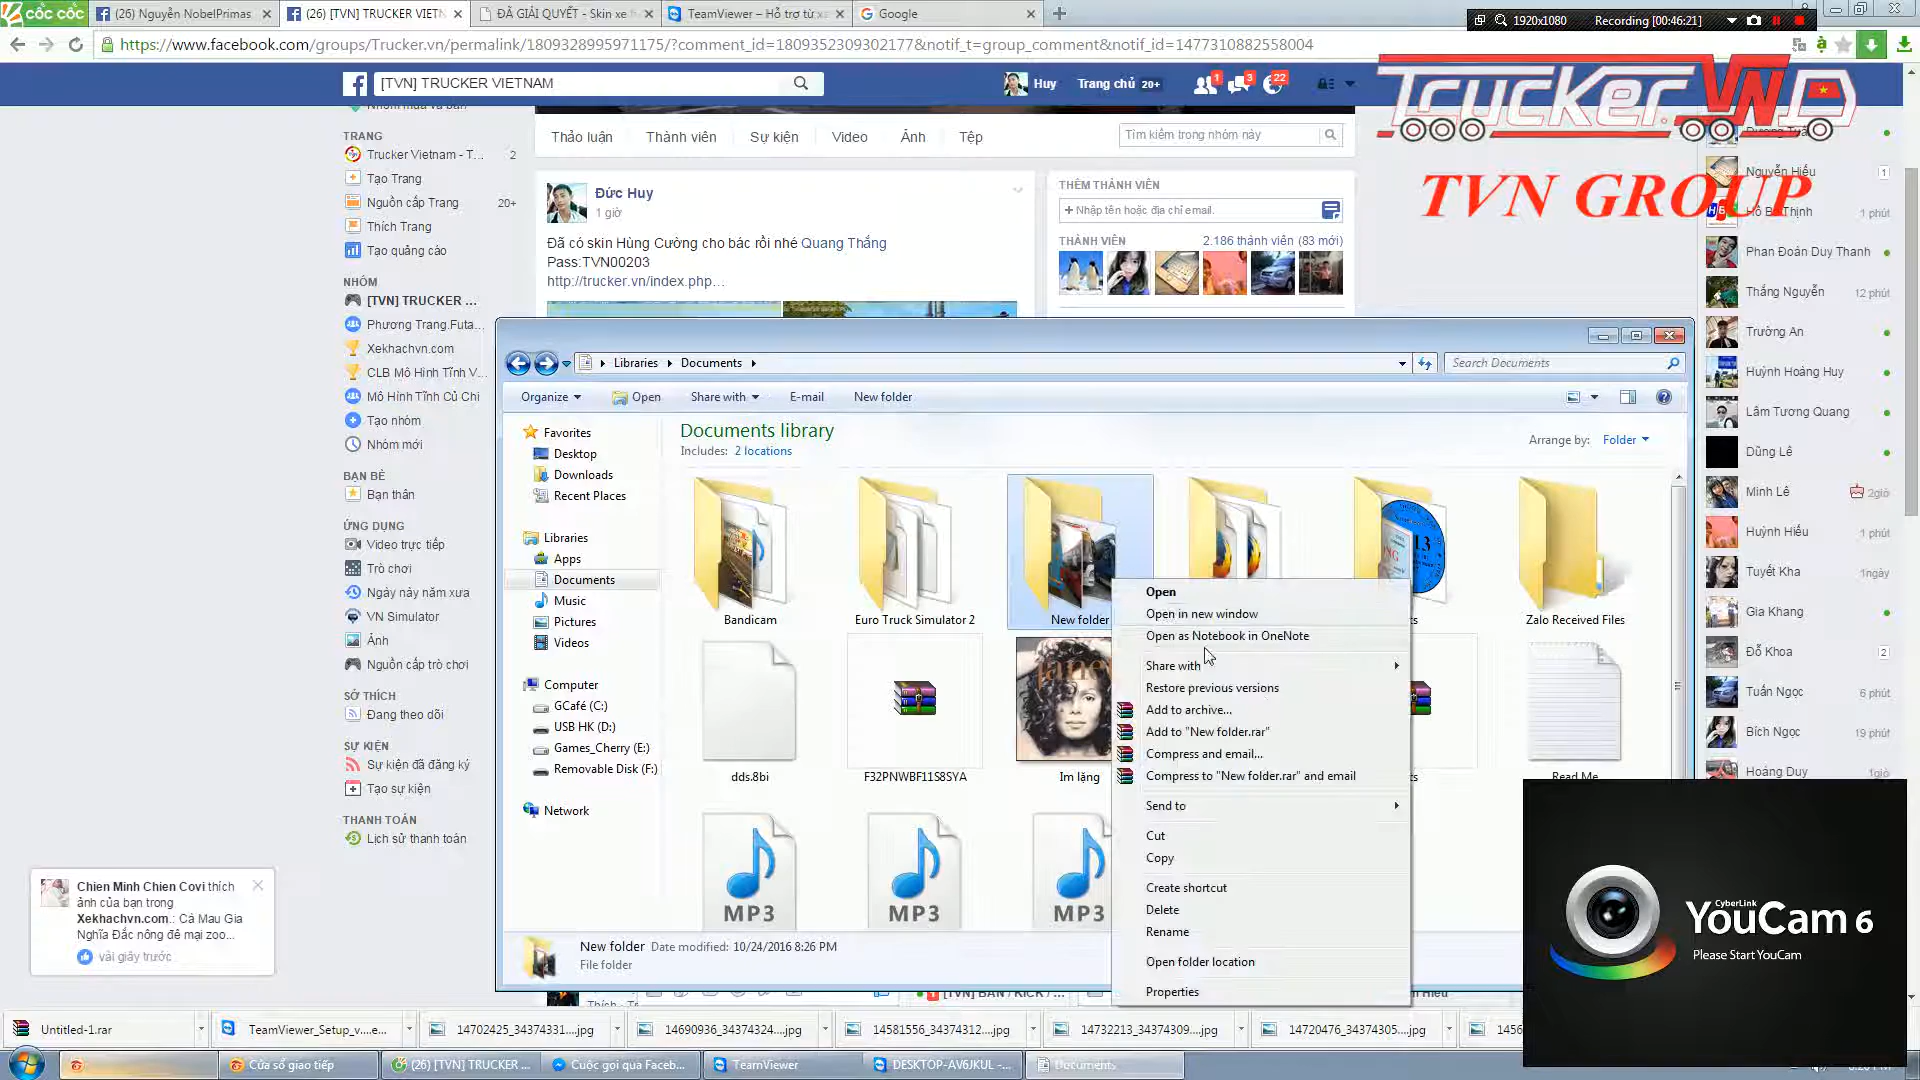 cốc cốc
(26) Nguyễn NobelPrimas
(26) [TVN] TRUCKER VIETN
ĐÃ GIẢI QUYẾT - Skin xe
TeamViewer – Hỗ trợ từ xa
Google
1920x1080
Recording [00:46:21]
https://www.facebook.com/groups/Trucker.vn/permalink/1809328995971175/?comment_id=1809352309302177&notif_t=group_comment&notif_id=1477310882558004
[TVN] TRUCKER VIETNAM
Huy
Trang chủ 20+
1
3
22
Trucker.VN
TVN GROUP
TRANG
Trucker Vietnam - T... 2
Tạo Trang
Nguồn cấp Trang 20+
Thích Trang
Tạo quảng cáo
NHÓM
[TVN] TRUCKER ...
Phương Trang.Futa...
Xekhachvn.com
CLB Mô Hình Tĩnh V...
Mô Hình Tĩnh Củ Chi
Tạo nhóm
Nhóm mới
BẠN BÈ
Bạn thân
ỨNG DỤNG
Video trực tiếp
Trò chơi
Ngày này năm xưa
VN Simulator
Ảnh
Nguồn cấp trò chơi
SỞ THÍCH
Đang theo dõi
SỰ KIỆN
Sự kiện đã đăng ký
Tạo sự kiện
THANH TOÁN
Lịch sử thanh toán
Thảo luận
Thành viên
Sự kiện
Video
Ảnh
Tệp
Tìm kiếm trong nhóm này
Đức Huy
1 giờ
Đã có skin Hùng Cường cho bác rồi nhé Quang Thắng
Pass:TVN00203
http://trucker.vn/index.php...
THÊM THÀNH VIÊN
+ Nhập tên hoặc địa chỉ email.
THÀNH VIÊN
2.186 thành viên (83 mới)
Nguyễn Hiếu 1
Hồ Bá Thịnh 1 phút
Phan Đoàn Duy Thanh
Thắng Nguyễn 12 phút
Trường An
Huỳnh Hoàng Huy
Lâm Tương Quang
Dũng Lê
Minh Lê 2giờ
Huỳnh Hiếu 1 phút
Tuyết Kha 1ngày
Gia Khang
Đỗ Khoa 2
Tuấn Ngọc 6 phút
Bích Ngọc 19 phút
Hoàng Duy 1giờ
Libraries
Documents
Search Documents
Organize
Open
Share with
E-mail
New folder
Documents library
Includes: 2 locations
Arrange by: Folder
Favorites
Desktop
Downloads
Recent Places
Libraries
Apps
Documents
Music
Pictures
Videos
Computer
GCafé (C:)
USB HK (D:)
Games_Cherry (E:)
Removable Disk (F:)
Network
Bandicam
Euro Truck Simulator 2
New folder
Zalo Received Files
dds.8bi
F32PNWBF11S8SYA
Im lặng
Read Me
MP3
MP3
MP3
Open
Open in new window
Open as Notebook in OneNote
Share with
Restore previous versions
Add to archive...
Add to "New folder.rar"
Compress and email...
Compress to "New folder.rar" and email
Send to
Cut
Copy
Create shortcut
Delete
Rename
Open folder location
Properties
New folder Date modified: 10/24/2016 8:26 PM
File folder
CyberLink
YouCam 6
Please Start YouCam
Chien Minh Chien Covi thích
ảnh của bạn trong
Xekhachvn.com.: Cà Mau Gia
Nghĩa Đắc nông đê mại zoo...
vài giây trước
Untitled-1.rar
TeamViewer_Setup_v....e...
14702425_34374331....jpg
14690936_34374324....jpg
14581556_34374312....jpg
14732213_34374309....jpg
14720476_34374305....jpg
Cửa sổ giao tiếp
(26) [TVN] TRUCKER ...
Cuộc gọi qua Faceb...
TeamViewer
DESKTOP-AV6JKUL -...
Documents